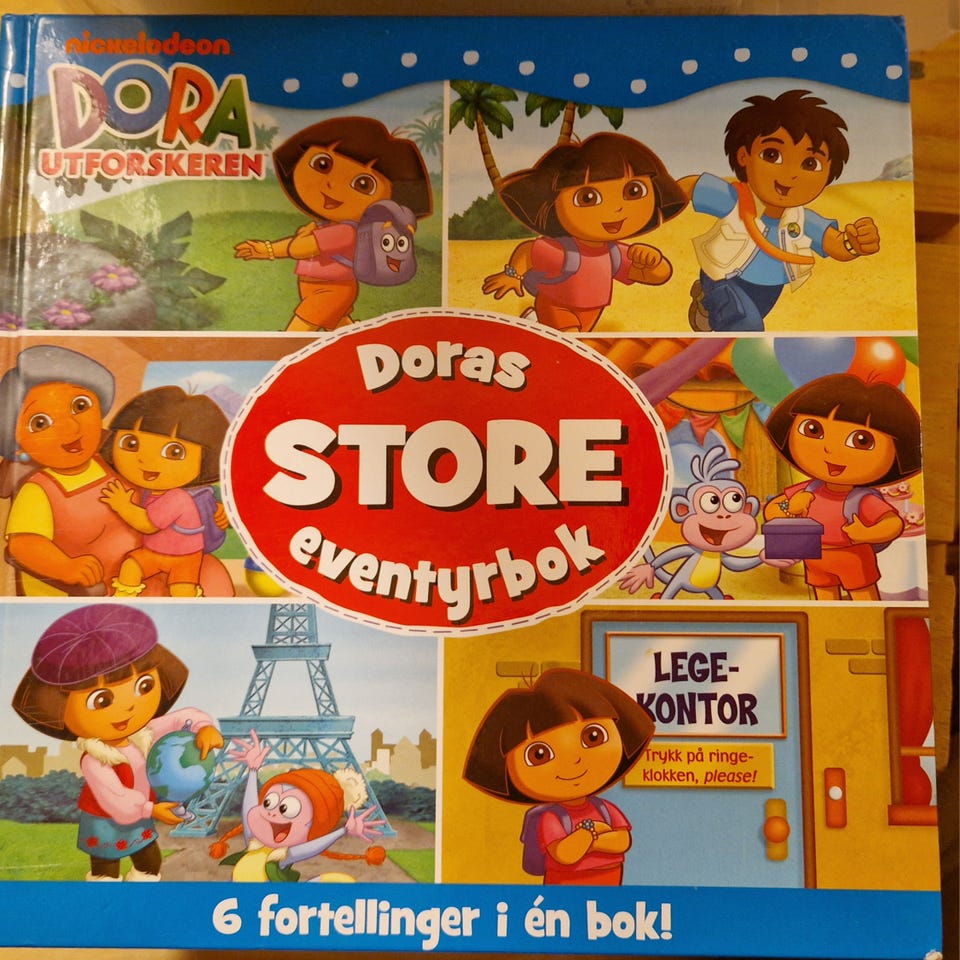 nickelodeon
DORA
UTFORSKEREN
Doras
STORE
eventyrbok
LEGE-
KONTOR
Trykk på ringe-
klokken, please!
6 fortellinger i én bok!